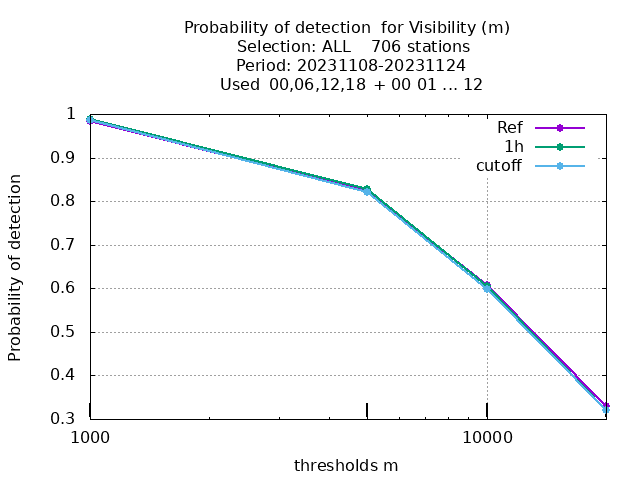 Probability of detection  for Visibility (m)
Selection: ALL    706 stations
Period: 20231108-20231124
Used  00,06,12,18  + 00 01 ... 12
Ref
1h
cutoff
Probability of detection
1
0.9
0.8
0.7
0.6
0.5
0.4
0.3
1000
10000
thresholds m